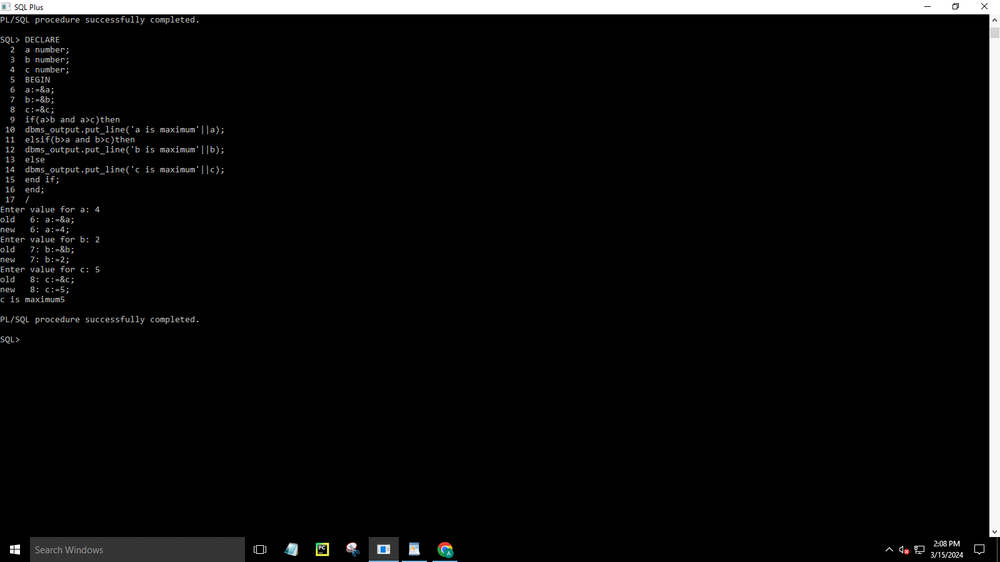 SQL Plus
PL/SQL procedure successfully completed.
SQL> DECLARE
  2  a number;
  3  b number;
  4  c number;
  5  BEGIN
  6  a:=&a;
  7  b:=&b;
  8  c:=&c;
  9  if(a>b and a>c)then
 10  dbms_output.put_line('a is maximum'||a);
 11  elsif(b>a and b>c)then
 12  dbms_output.put_line('b is maximum'||b);
 13  else
 14  dbms_output.put_line('c is maximum'||c);
 15  end if;
 16  end;
 17  /
Enter value for a: 4
old   6: a:=&a;
new   6: a:=4;
Enter value for b: 2
old   7: b:=&b;
new   7: b:=2;
Enter value for c: 5
old   8: c:=&c;
new   8: c:=5;
c is maximum5
PL/SQL procedure successfully completed.
SQL>
Search Windows
PC
A
2:08 PM
3/15/2024